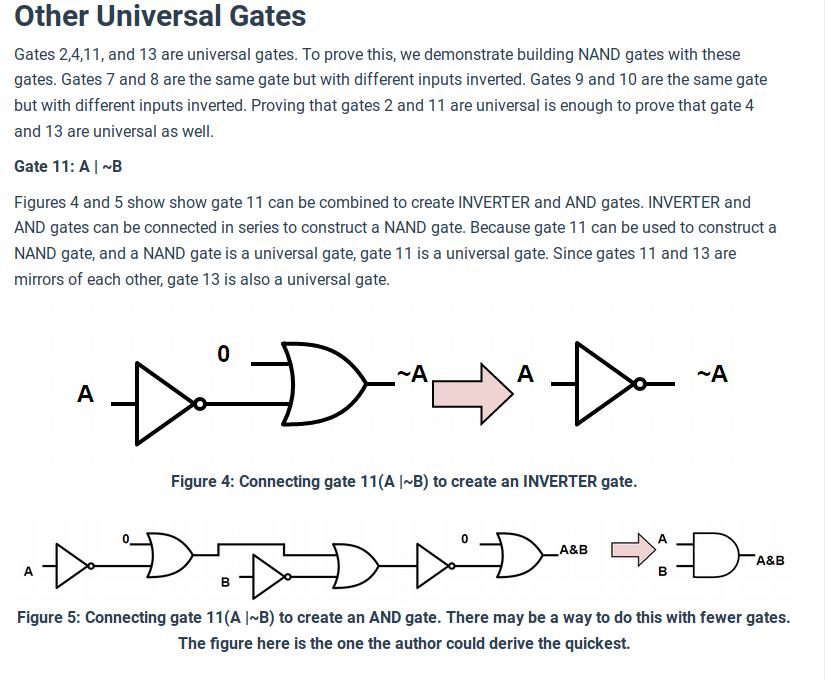 Other Universal Gates
Gates 2,4,11, and 13 are universal gates. To prove this, we demonstrate building NAND gates with these
gates. Gates 7 and 8 are the same gate but with different inputs inverted. Gates 9 and 10 are the same gate
but with different inputs inverted. Proving that gates 2 and 11 are universal is enough to prove that gate 4
and 13 are universal as well.
Gate 11: A | ~B
Figures 4 and 5 show show gate 11 can be combined to create INVERTER and AND gates. INVERTER and
AND gates can be connected in series to construct a NAND gate. Because gate 11 can be used to construct a
NAND gate, and a NAND gate is a universal gate, gate 11 is a universal gate. Since gates 11 and 13 are
mirrors of each other, gate 13 is also a universal gate.
A
0
~A
A
~A
Figure 4: Connecting gate 11(A |~B) to create an INVERTER gate.
A
0
B
0
A&B
A
B
A&B
Figure 5: Connecting gate 11(A |~B) to create an AND gate. There may be a way to do this with fewer gates.
The figure here is the one the author could derive the quickest.